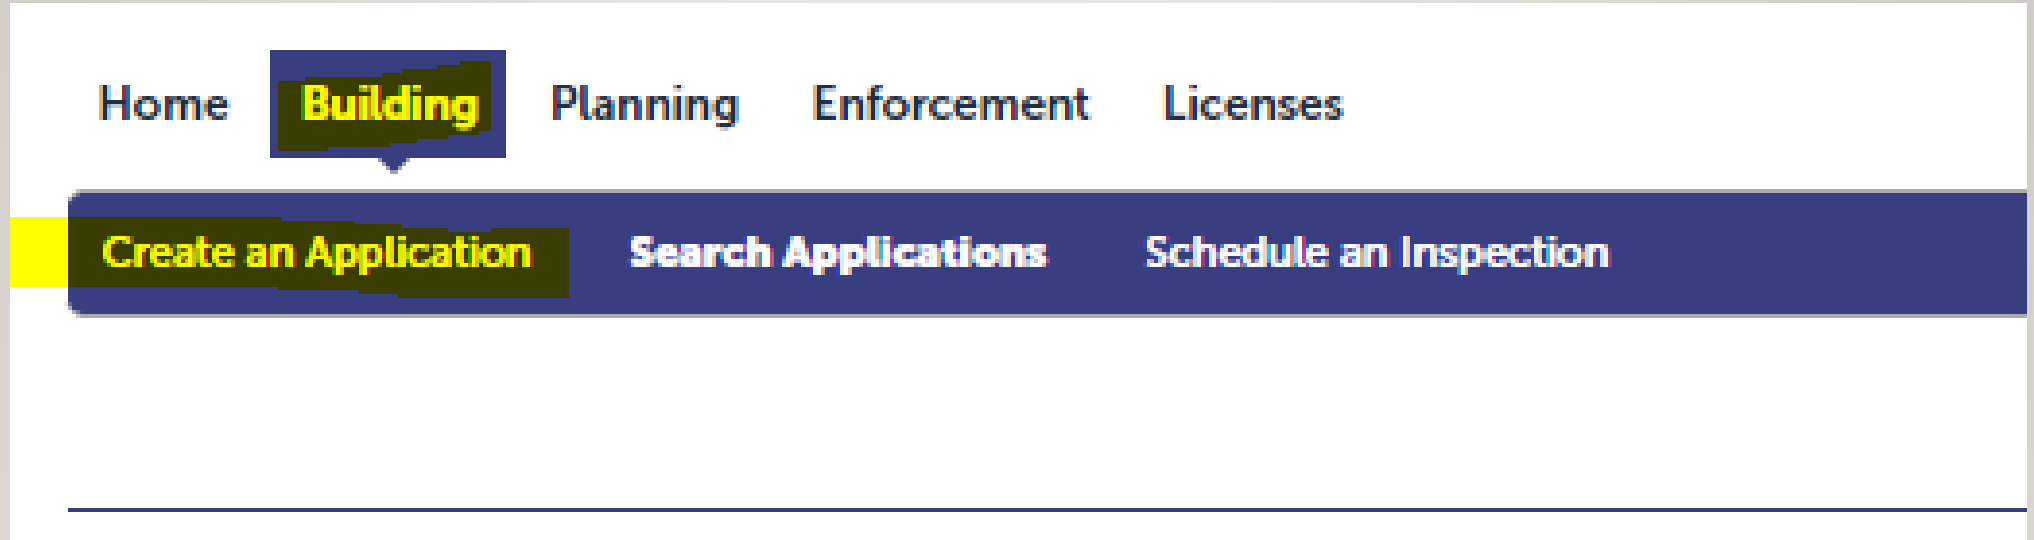 Home Building Planning Enforcement Licenses
Create an Application Search Applications Schedule an Inspection